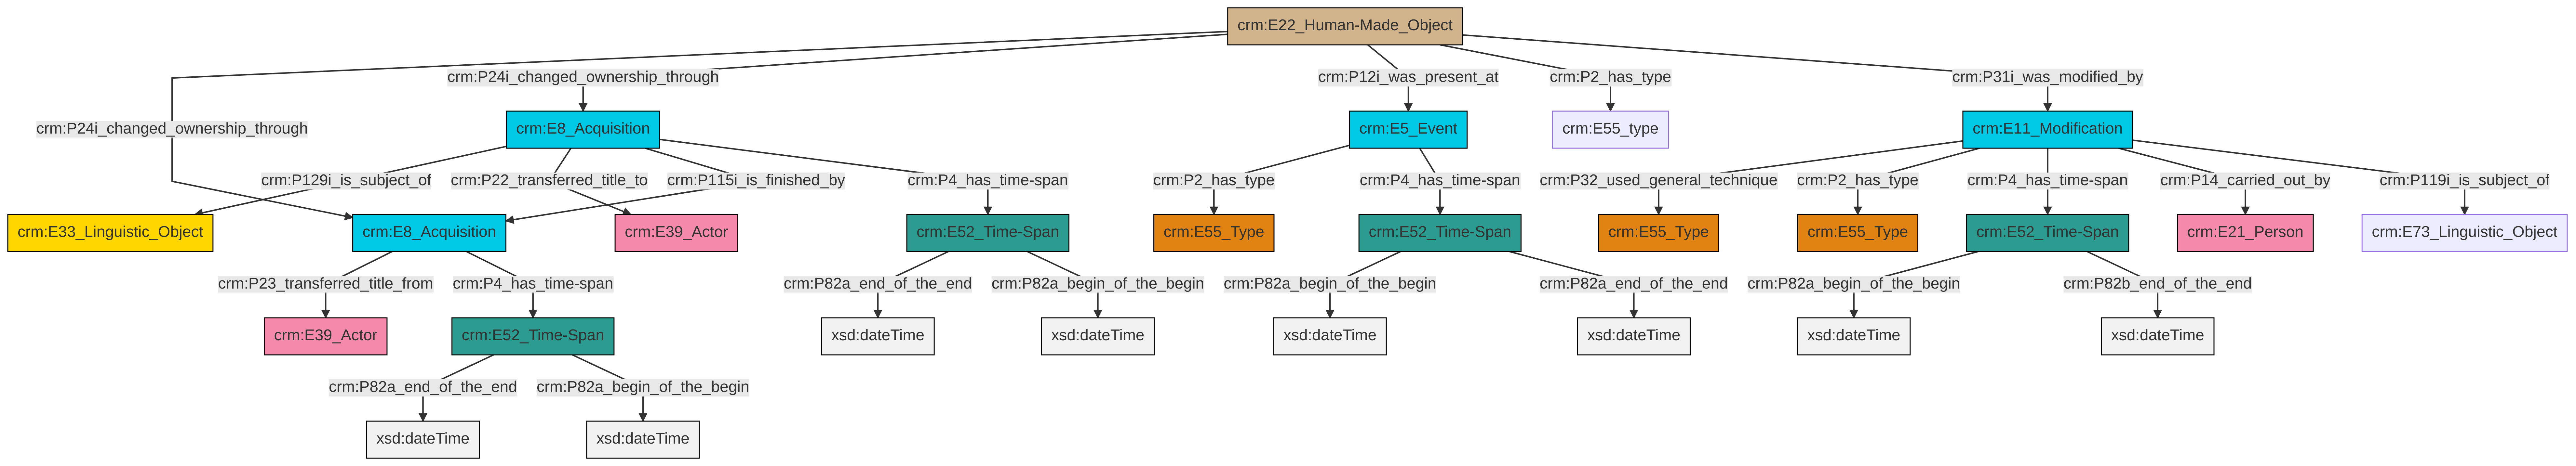 crm:E22_Human-Made_Object
crm:P24i_changed_ownership_through
crm:P12i_was_present_at
crm:P2_has_type
crm:P31i_was_modified_by
crm:P24i_changed_ownership_through
crm:E8_Acquisition
crm:E5_Event
crm:E55_type
crm:E11_Modification
crm:P129i_is_subject_of
crm:P22_transferred_title_to
crm:P115i_is_finished_by
crm:P4_has_time-span
crm:P2_has_type
crm:P4_has_time-span
crm:P32_used_general_technique
crm:P2_has_type
crm:P4_has_time-span
crm:P14_carried_out_by
crm:P119i_is_subject_of
crm:E33_Linguistic_Object
crm:E8_Acquisition
crm:E39_Actor
crm:E52_Time-Span
crm:E55_Type
crm:E52_Time-Span
crm:E55_Type
crm:E55_Type
crm:E52_Time-Span
crm:E21_Person
crm:E73_Linguistic_Object
crm:P23_transferred_title_from
crm:P4_has_time-span
crm:P82a_end_of_the_end
crm:P82a_begin_of_the_begin
crm:P82a_begin_of_the_begin
crm:P82a_end_of_the_end
crm:P82a_begin_of_the_begin
crm:P82b_end_of_the_end
crm:E39_Actor
crm:E52_Time-Span
xsd:dateTime
xsd:dateTime
xsd:dateTime
xsd:dateTime
xsd:dateTime
xsd:dateTime
crm:P82a_end_of_the_end
crm:P82a_begin_of_the_begin
xsd:dateTime
xsd:dateTime